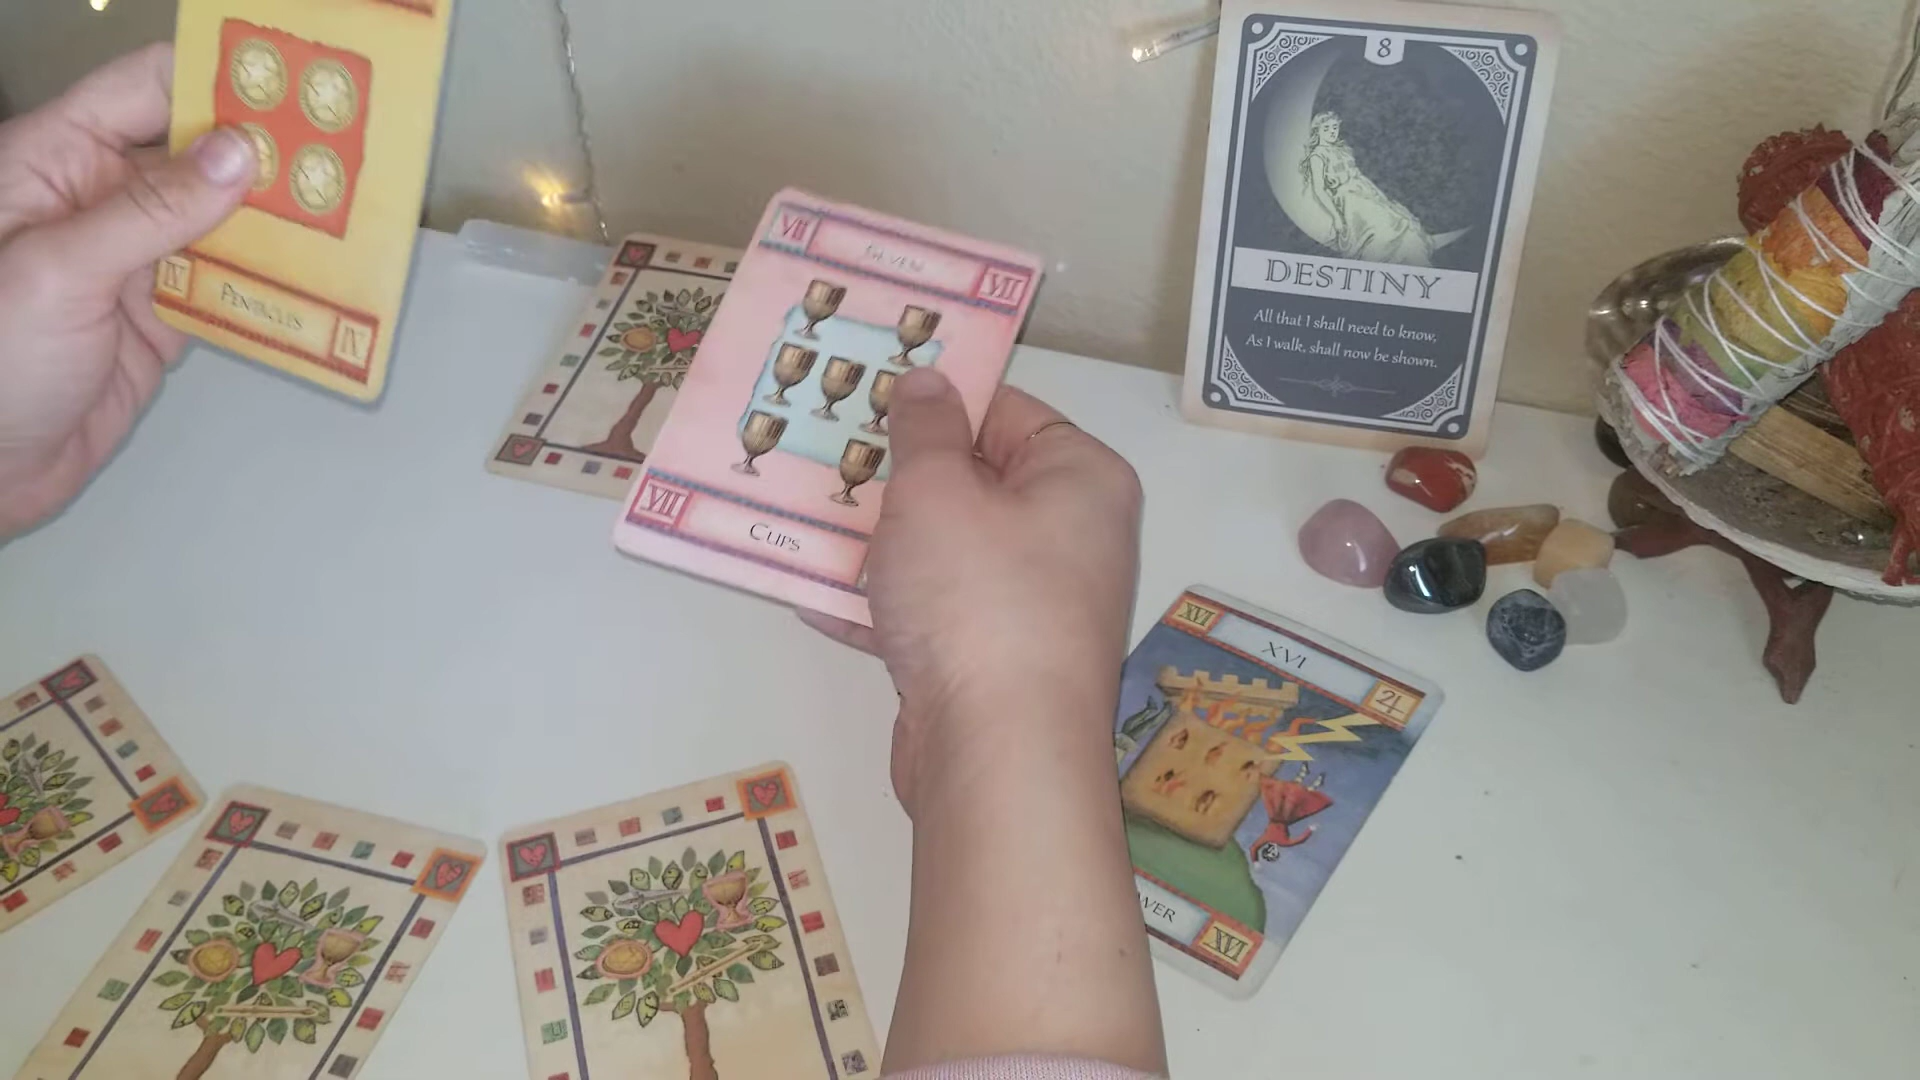 IV
PENTACLES
IV
VII
SEVEN
VII
VII
CUPS
8
DESTINY
All that I shall need to know,
As I walk, shall now be shown.
XVI
XVI
XVI